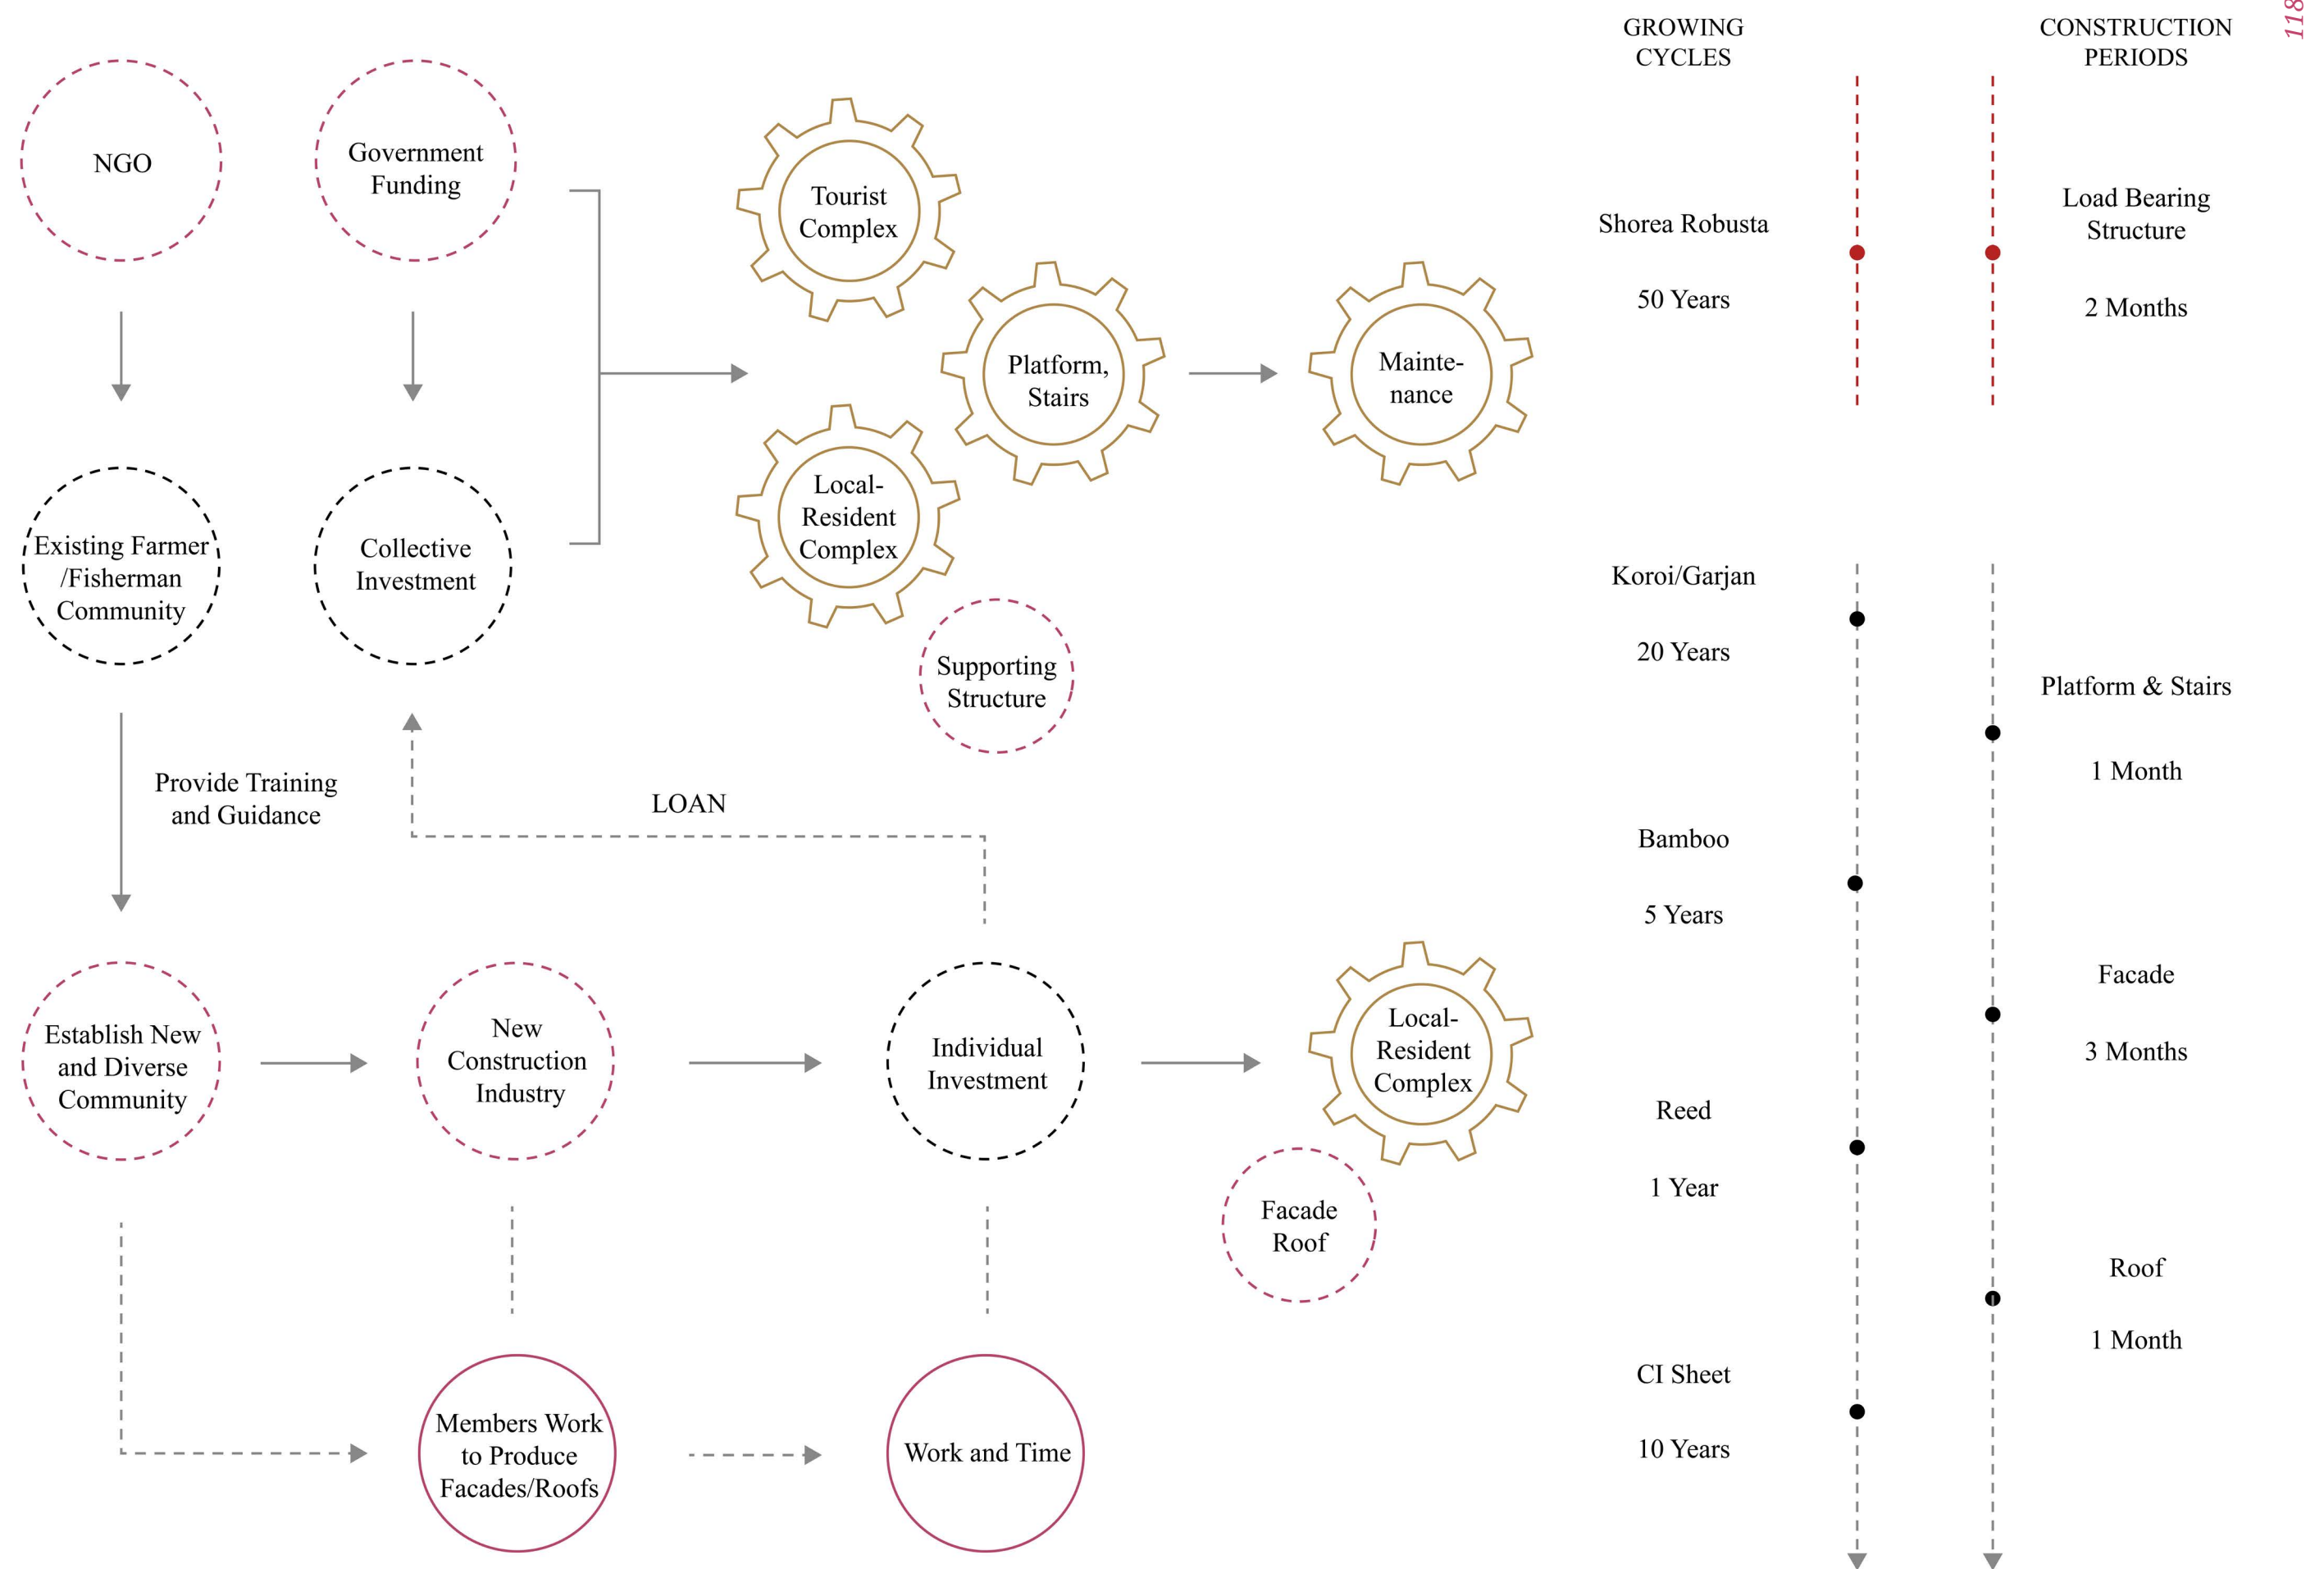 118
NGO
Government
Funding
Tourist
Complex
Platform,
Stairs
Mainte-
nance
Existing Farmer
/Fisherman
Community
Collective
Investment
Local-
Resident
Complex
Supporting
Structure
Provide Training
and Guidance
LOAN
Establish New
and Diverse
Community
New
Construction
Industry
Individual
Investment
Local-
Resident
Complex
Facade
Roof
Members Work
to Produce
Facades/Roofs
Work and Time
GROWING
CYCLES
Shorea Robusta
50 Years
Koroi/Garjan
20 Years
Bamboo
5 Years
Reed
1 Year
CI Sheet
10 Years
CONSTRUCTION
PERIODS
Load Bearing
Structure
2 Months
Platform & Stairs
1 Month
Facade
3 Months
Roof
1 Month